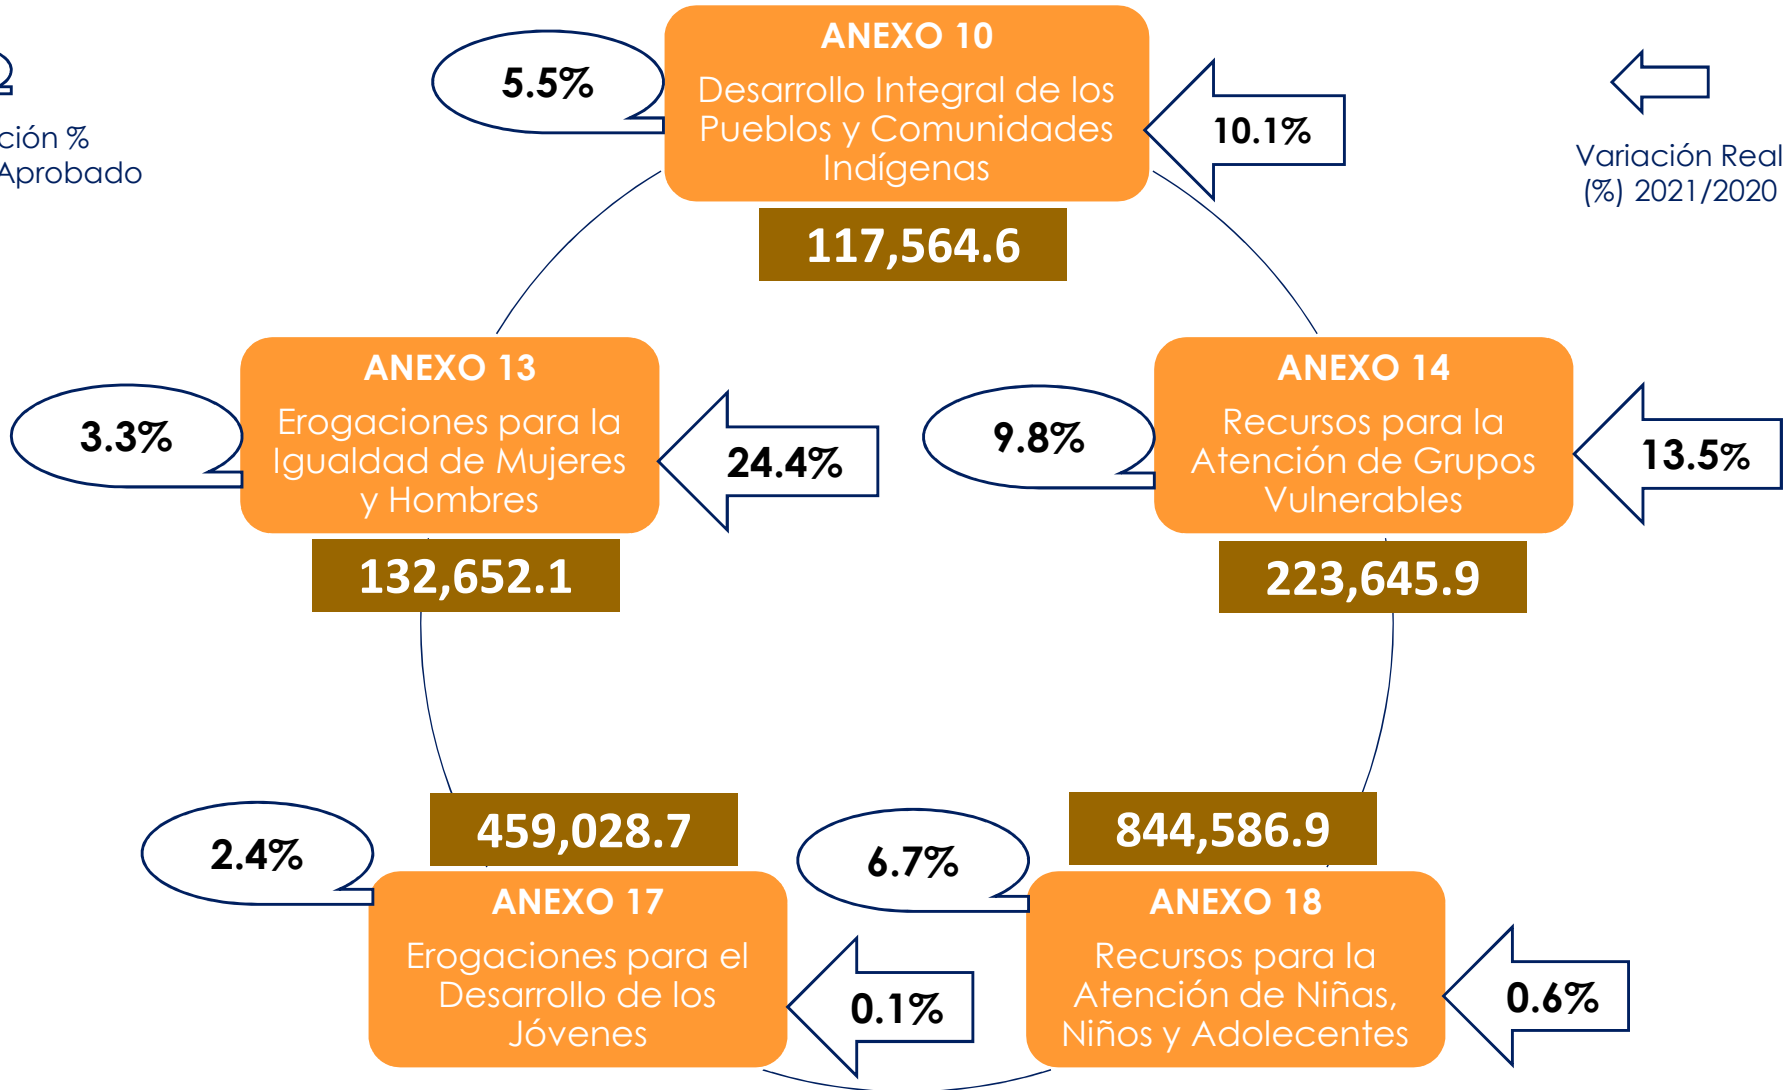 ANEXO 10
Desarrollo Integral de los
Pueblos y Comunidades
Indígenas
5.5%
10.1%
117,564.6
%
Aprobado
Variación Real
(%) 2021/2020
ANEXO 13
Erogaciones para la
Igualdad de Mujeres
y Hombres
3.3%
24.4%
132,652.1
ANEXO 14
Recursos para la
Atención de Grupos
Vulnerables
9.8%
13.5%
223,645.9
459,028.7
2.4%
ANEXO 17
Erogaciones para el
Desarrollo de los
Jóvenes
0.1%
844,586.9
6.7%
ANEXO 18
Recursos para la
Atención de Niñas,
Niños y Adolecentes
0.6%